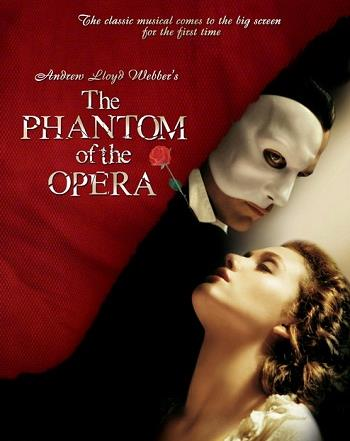 The classic musical comes to the big screen
for the first time
Andrew Lloyd Webber's
The
PHANTOM
of the
OPERA